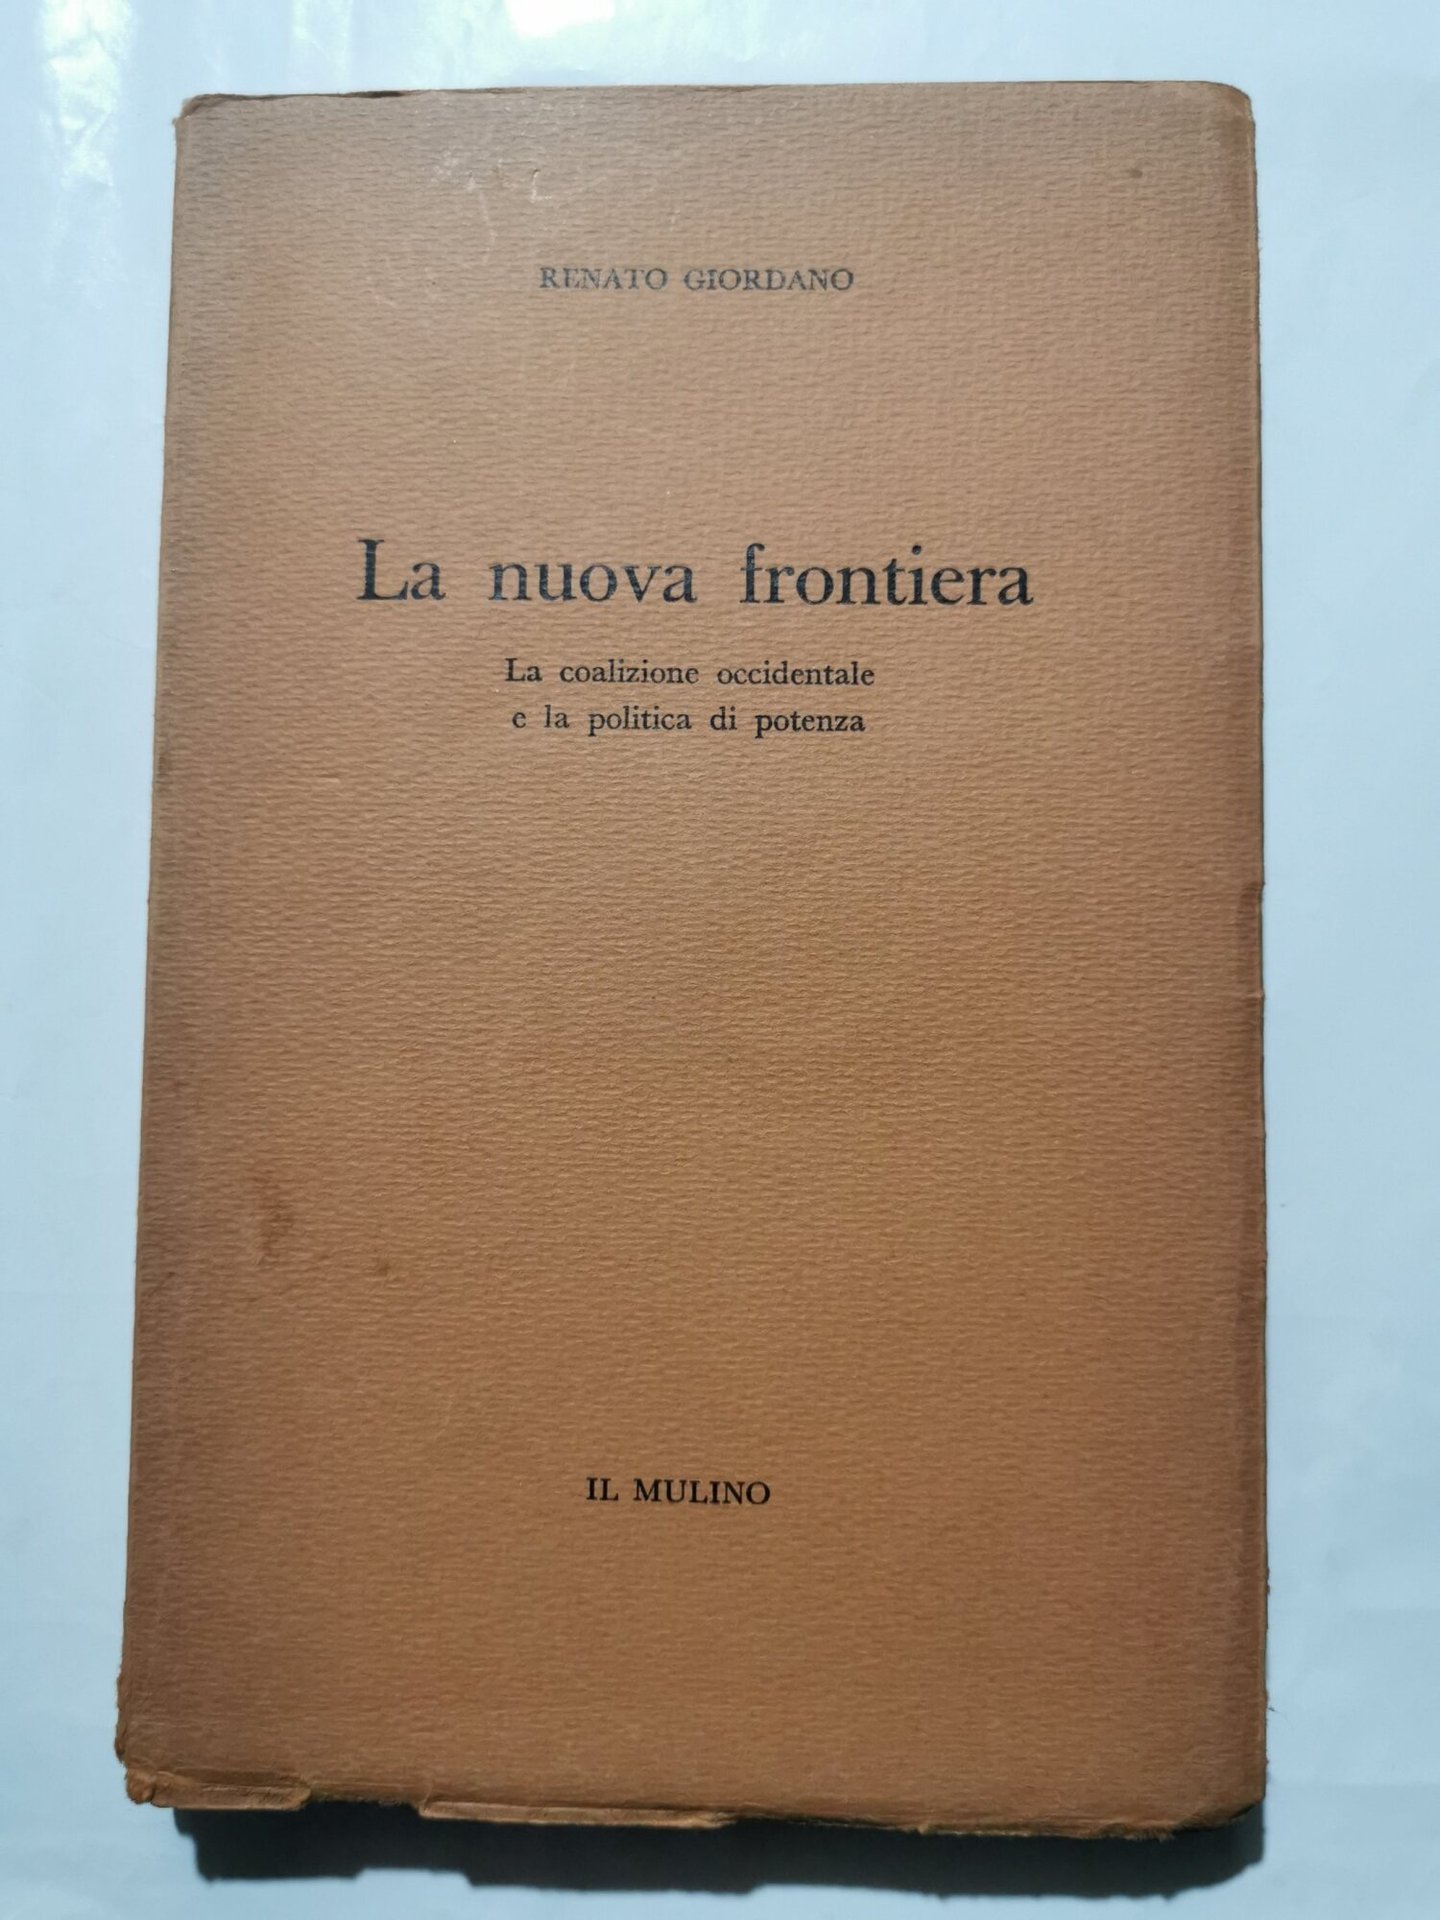 RENATO GIORDANO
La nuova frontiera
La coalizione occidentale
e la politica di potenza
IL MULINO